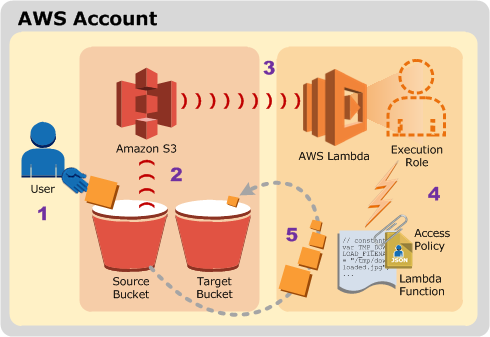 AWS Account
3
Amazon S3
AWS Lambda
Execution
Role
2
User
1
4
5
// constant
var TMP_DOW
LOAD_FILENA
= "/tmp/dow
loaded.jpg"
...
Access
Policy
JSON
Lambda
Function
Source
Bucket
Target
Bucket